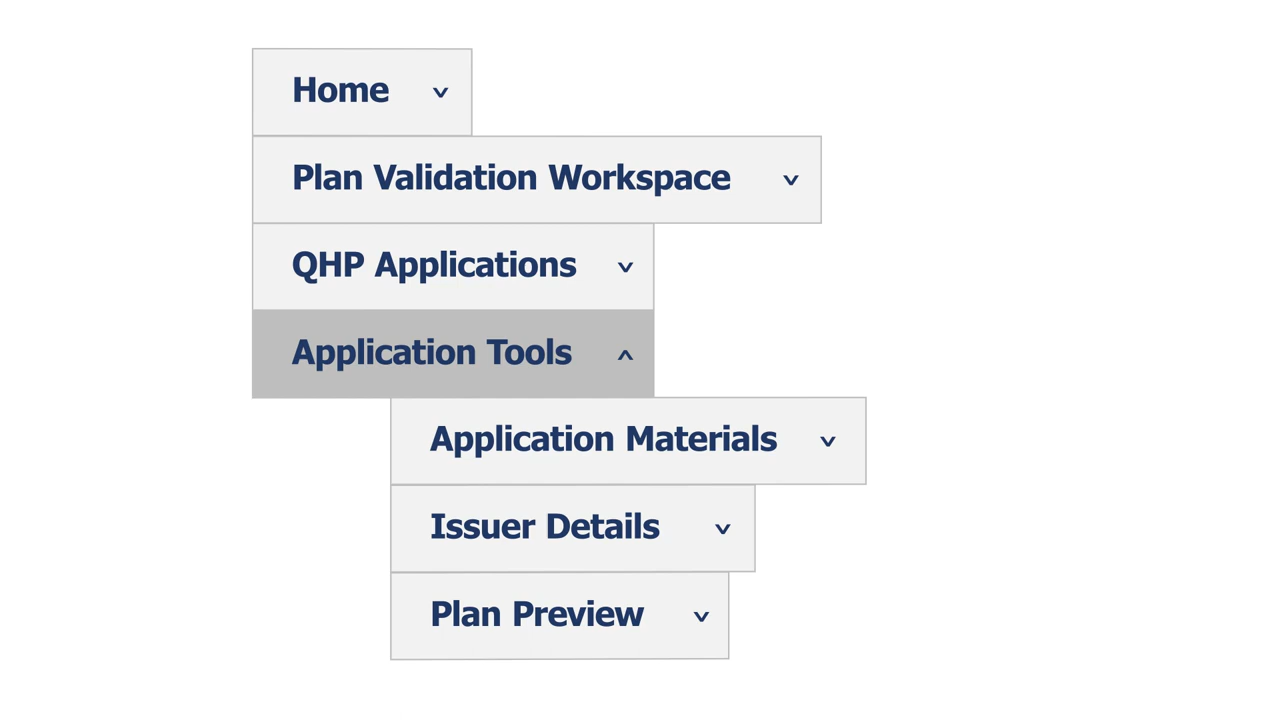 Home
Plan Validation Workspace
QHP Applications
Application Tools
Application Materials
Issuer Details
Plan Preview